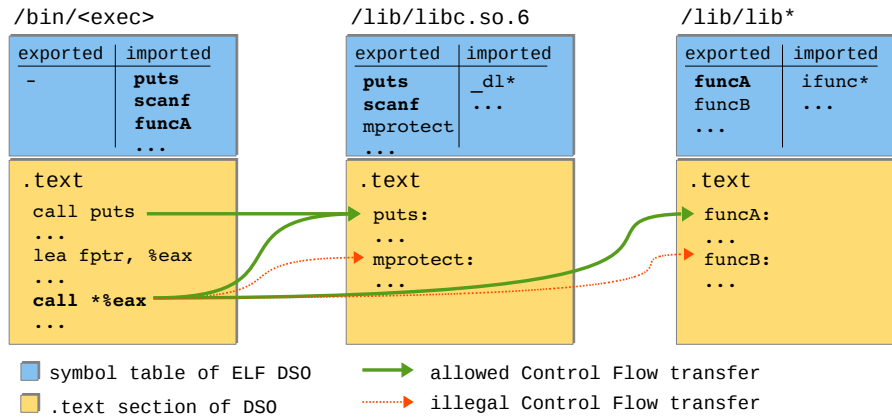 /bin/<exec> /lib/libc.so.6 /lib/lib*
exported imported exported imported exported imported
- puts puts _dl* funcA ifunc*
scanf scanf ... funcB ...
funcA mprotect ...
... ...
.text .text .text
call puts puts: funcA:
... ... ...
lea fptr, %eax mprotect: funcB:
... ... ...
call *%eax
...
symbol table of ELF DSO allowed Control Flow transfer
.text section of DSO illegal Control Flow transfer